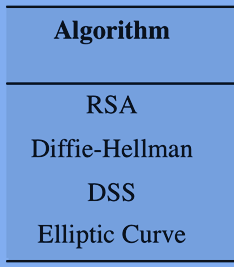 Algorithm
RSA
Diffie-Hellman
DSS
Elliptic Curve